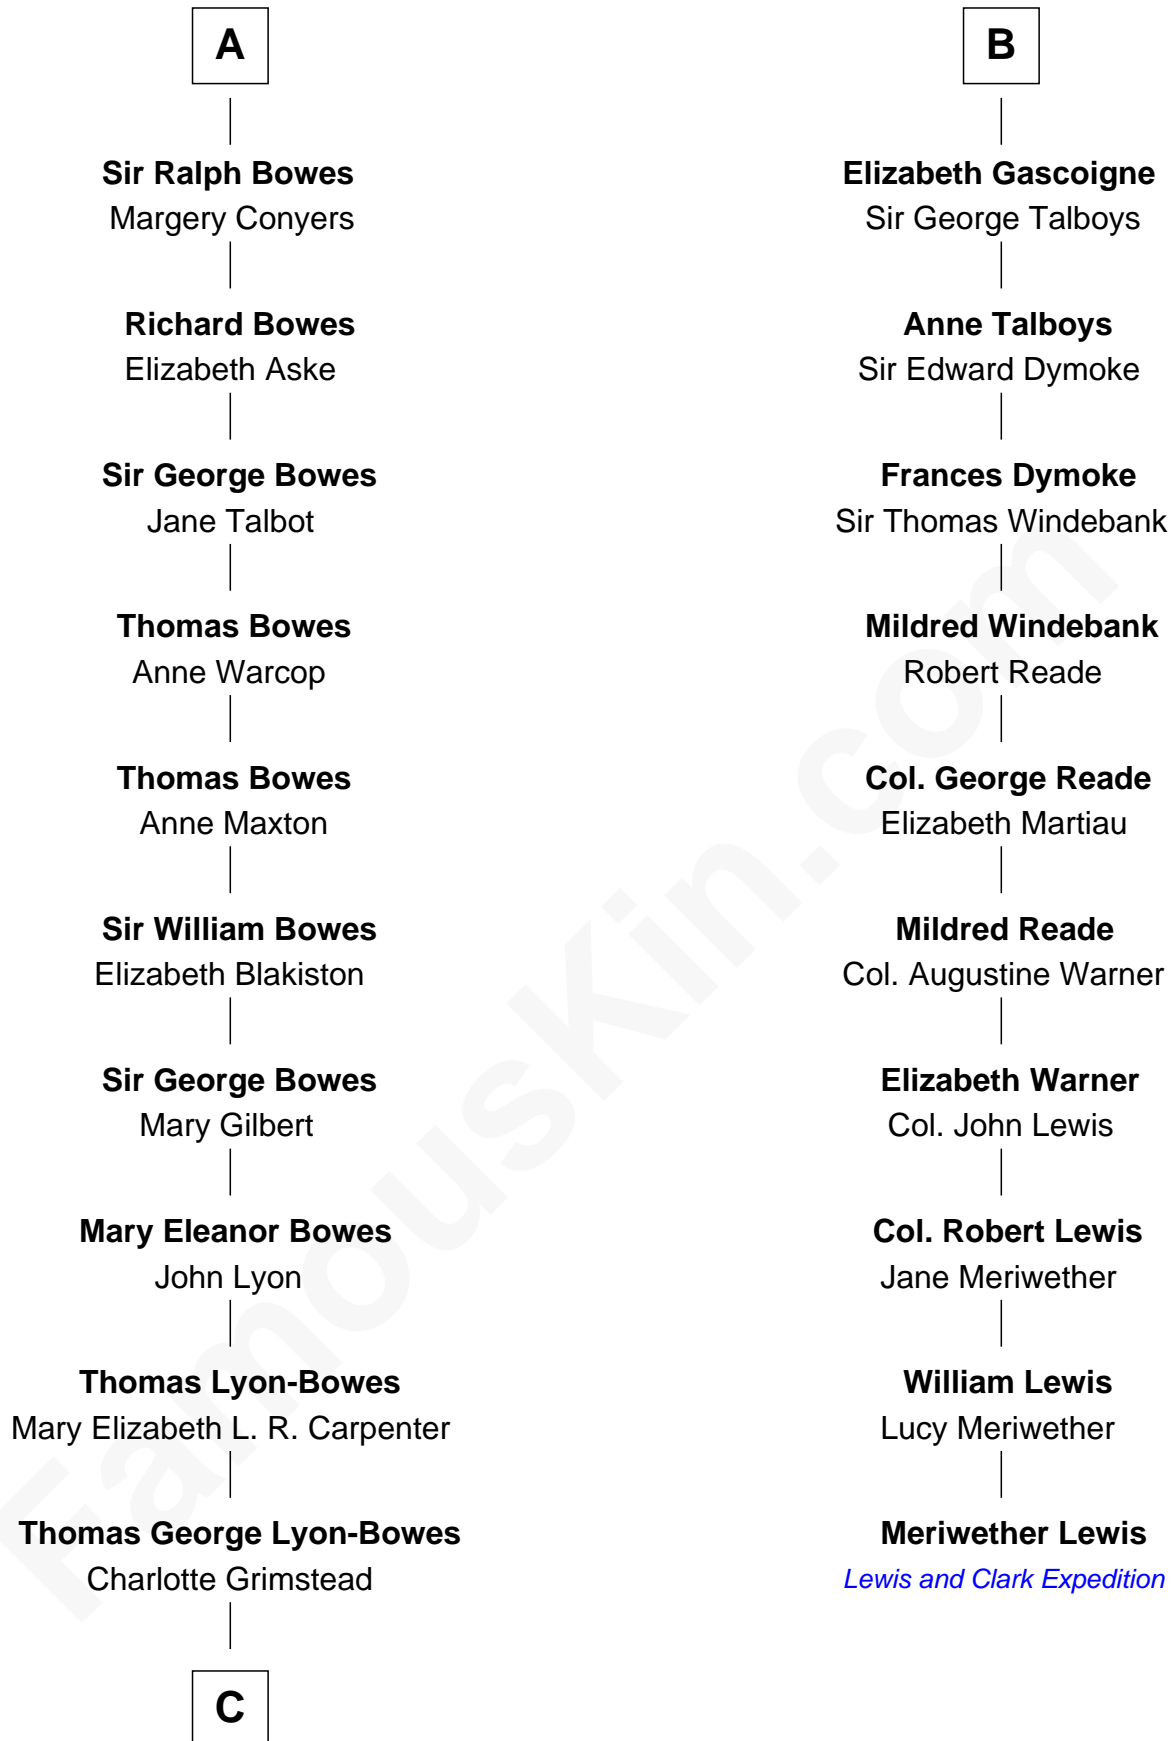 A
Sir Ralph Bowes
Margery Conyers
Richard Bowes
Elizabeth Aske
Sir George Bowes
Jane Talbot
Thomas Bowes
Anne Warcop
Thomas Bowes
Anne Maxton
Sir William Bowes
Elizabeth Blakiston
Sir George Bowes
Mary Gilbert
Mary Eleanor Bowes
John Lyon
Thomas Lyon-Bowes
Mary Elizabeth L. R. Carpenter
Thomas George Lyon-Bowes
Charlotte Grimstead
C
B
Elizabeth Gascoigne
Sir George Talboys
Anne Talboys
Sir Edward Dymoke
Frances Dymoke
Sir Thomas Windebank
Mildred Windebank
Robert Reade
Col. George Reade
Elizabeth Martiau
Mildred Reade
Col. Augustine Warner
Elizabeth Warner
Col. John Lewis
Col. Robert Lewis
Jane Meriwether
William Lewis
Lucy Meriwether
Meriwether Lewis
Lewis and Clark Expedition
FamousKin.com